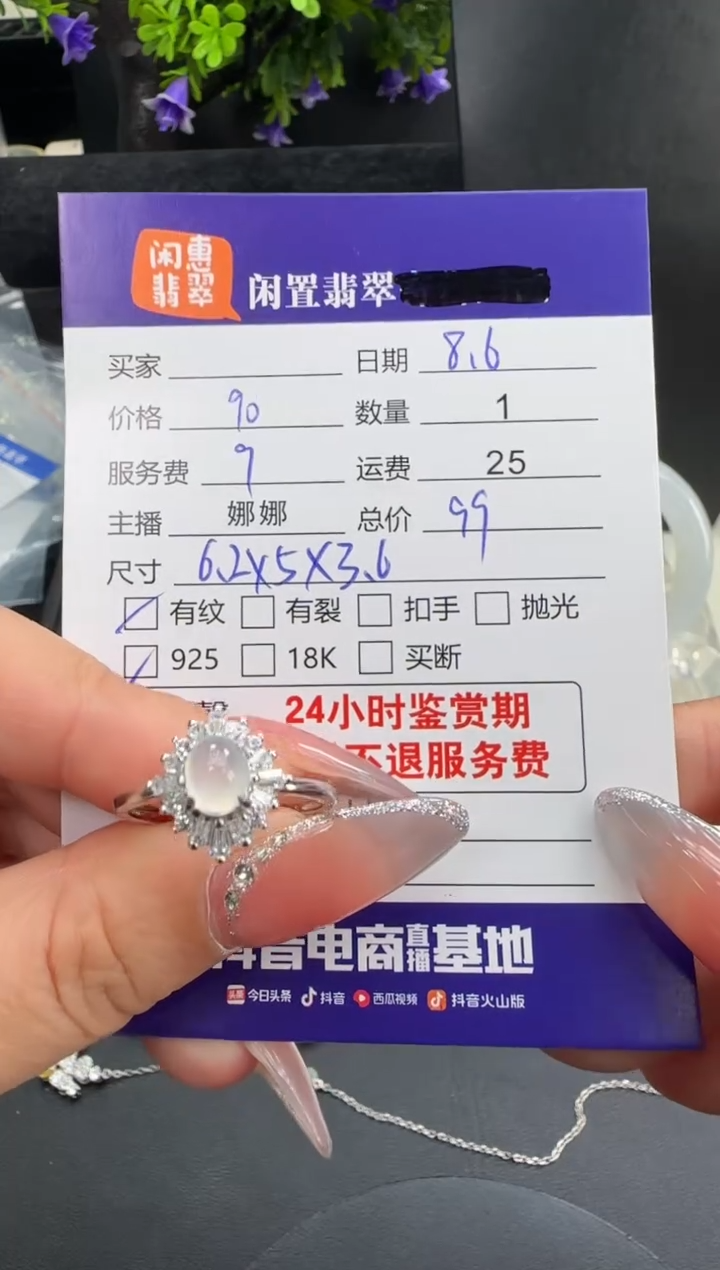 闲惠
翡翠
闲置翡翠
买家 日期 8.6
价格 90 数量 1
服务费 9 运费 25
主播 娜娜 总价 99
尺寸 6.2X5X3.6
有纹 有裂 扣手 抛光
925 18K 买断
24小时鉴赏期
不退服务费
抖音电商直播基地
头条 今日头条 抖音 西瓜视频 抖音火山版